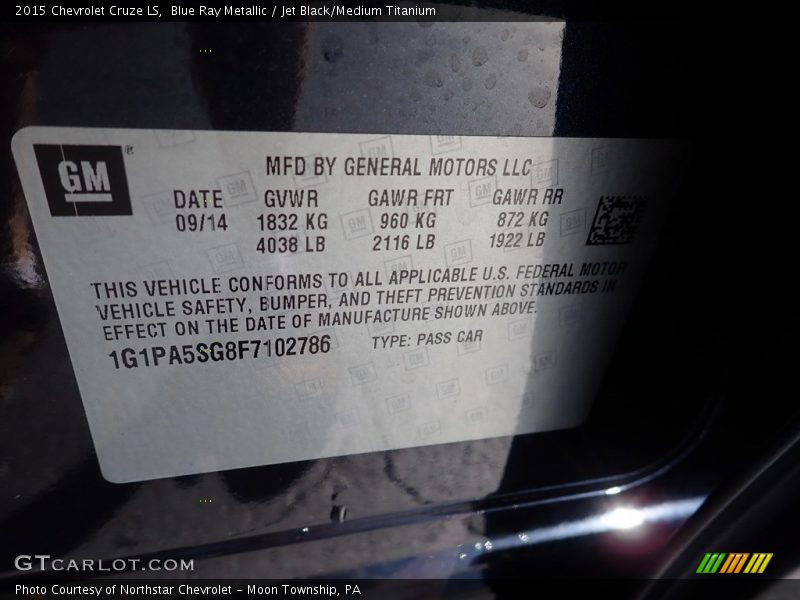 2015 Chevrolet Cruze LS, Blue Ray Metallic / Jet Black/Medium Titanium
GM®
MFD BY GENERAL MOTORS LLC
DATE GVWR GAWR FRT GAWR RR
09/14 1832 KG 960 KG 872 KG
4038 LB 2116 LB 1922 LB
THIS VEHICLE CONFORMS TO ALL APPLICABLE U.S. FEDERAL MOTOR
VEHICLE SAFETY, BUMPER, AND THEFT PREVENTION STANDARDS IN
EFFECT ON THE DATE OF MANUFACTURE SHOWN ABOVE.
1G1PA5SG8F7102786 TYPE: PASS CAR
GTCARLOT.COM
Photo Courtesy of Northstar Chevrolet - Moon Township, PA